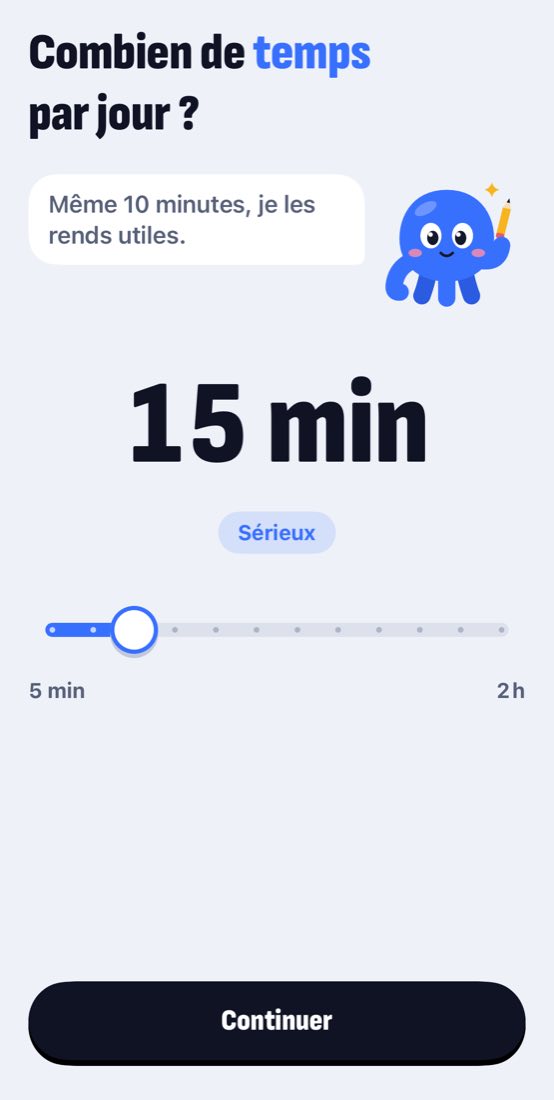 Combien de temps
par jour ?
Même 10 minutes, je les
rends utiles.
15 min
Sérieux
5 min
2 h
Continuer